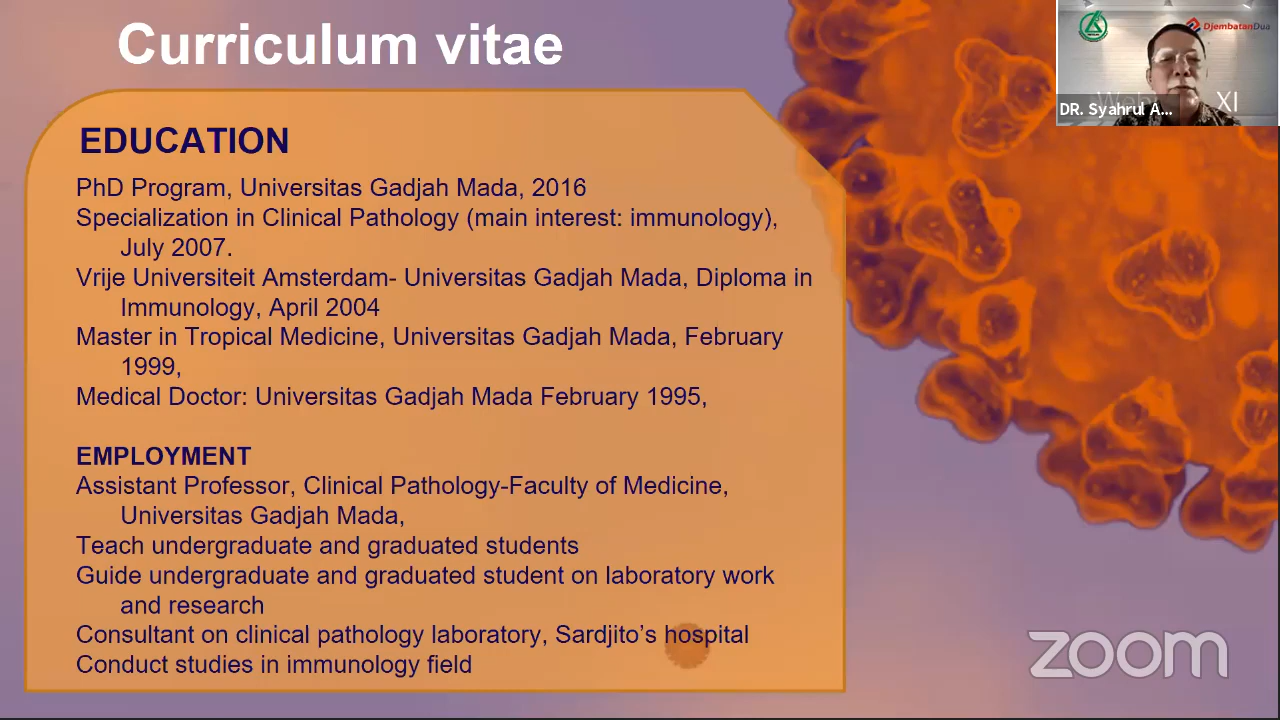 Curriculum vitae
EDUCATION
PhD Program, Universitas Gadjah Mada, 2016
Specialization in Clinical Pathology (main interest: immunology),
July 2007.
Vrije Universiteit Amsterdam- Universitas Gadjah Mada, Diploma in
Immunology, April 2004
Master in Tropical Medicine, Universitas Gadjah Mada, February
1999,
Medical Doctor: Universitas Gadjah Mada February 1995,
EMPLOYMENT
Assistant Professor, Clinical Pathology-Faculty of Medicine,
Universitas Gadjah Mada,
Teach undergraduate and graduated students
Guide undergraduate and graduated student on laboratory work
and research
Consultant on clinical pathology laboratory, Sardjito’s hospital
Conduct studies in immunology field
DjembatanDua
XI
DR. Syahrul A...
zoom